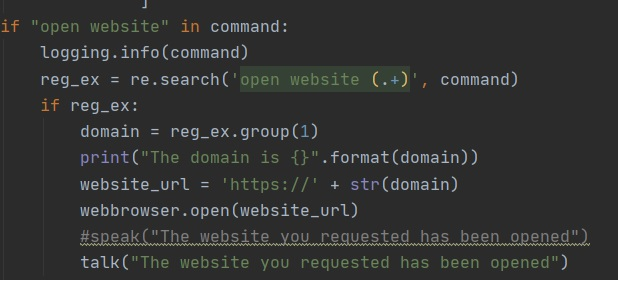 ]
if "open website" in command:
    logging.info(command)
    reg_ex = re.search('open website (.+)', command)
    if reg_ex:
        domain = reg_ex.group(1)
        print("The domain is {}".format(domain))
        website_url = 'https://' + str(domain)
        webbrowser.open(website_url)
        #speak("The website you requested has been opened")
        talk("The website you requested has been opened")